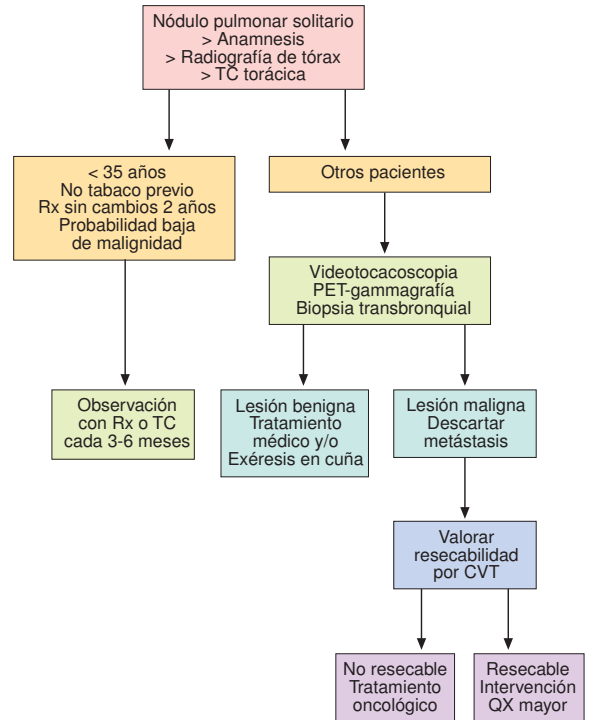 Nódulo pulmonar solitario
> Anamnesis
> Radiografía de tórax
> TC torácica
< 35 años
No tabaco previo
Rx sin cambios 2 años
Probabilidad baja
de malignidad
Otros pacientes
Videotocacoscopia
PET-gammagrafía
Biopsia transbronquial
Observación
con Rx o TC
cada 3-6 meses
Lesión benigna
Tratamiento
médico y/o
Exéresis en cuña
Lesión maligna
Descartar
metástasis
Valorar
resecabilidad
por CVT
No resecable
Tratamiento
oncológico
Resecable
Intervención
QX mayor